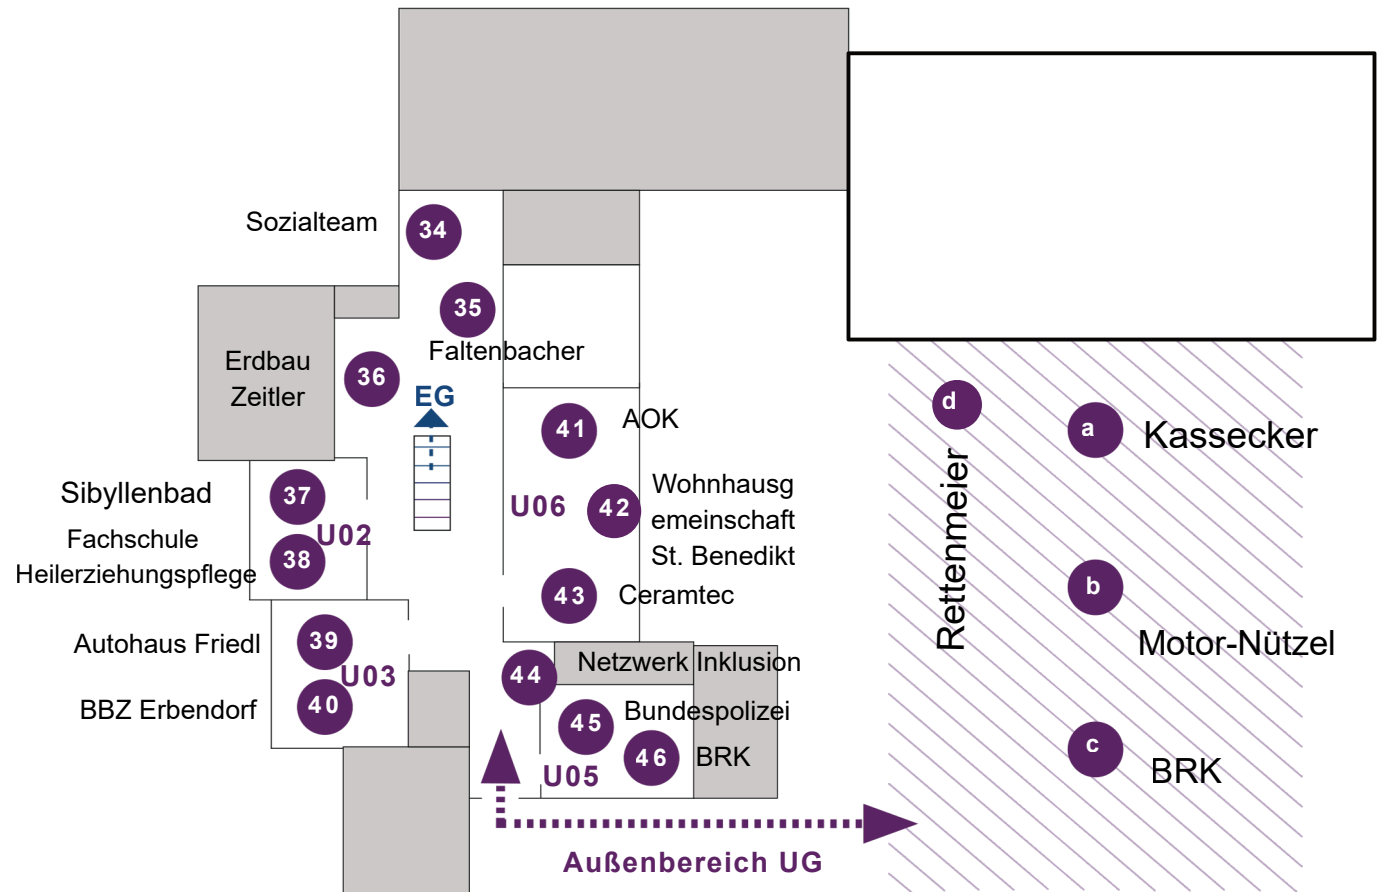 Sozialteam
34
35
Faltenbacher
Erdbau
Zeitler
36
EG
41
AOK
Sibyllenbad
37
U02
Fachschule
Heilerziehungspflege
38
U06
42
Wohnhausg
emeinschaft
St. Benedikt
43
Ceramtec
Autohaus Friedl
39
U03
BBZ Erbendorf
40
44
Netzwerk Inklusion
45
Bundespolizei
46
BRK
U05
Außenbereich UG
d
Rettenmeier
a
Kassecker
b
Motor-Nützel
c
BRK